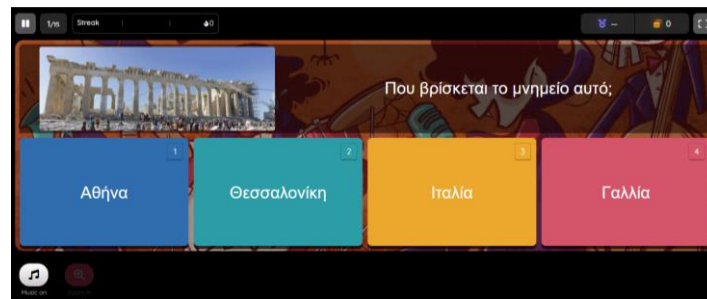 1/15 Streak 0 – 0
Που βρίσκεται το μνημείο αυτό;
1 2 3 4
Αθήνα Θεσσαλονίκη Ιταλία Γαλλία
Music on